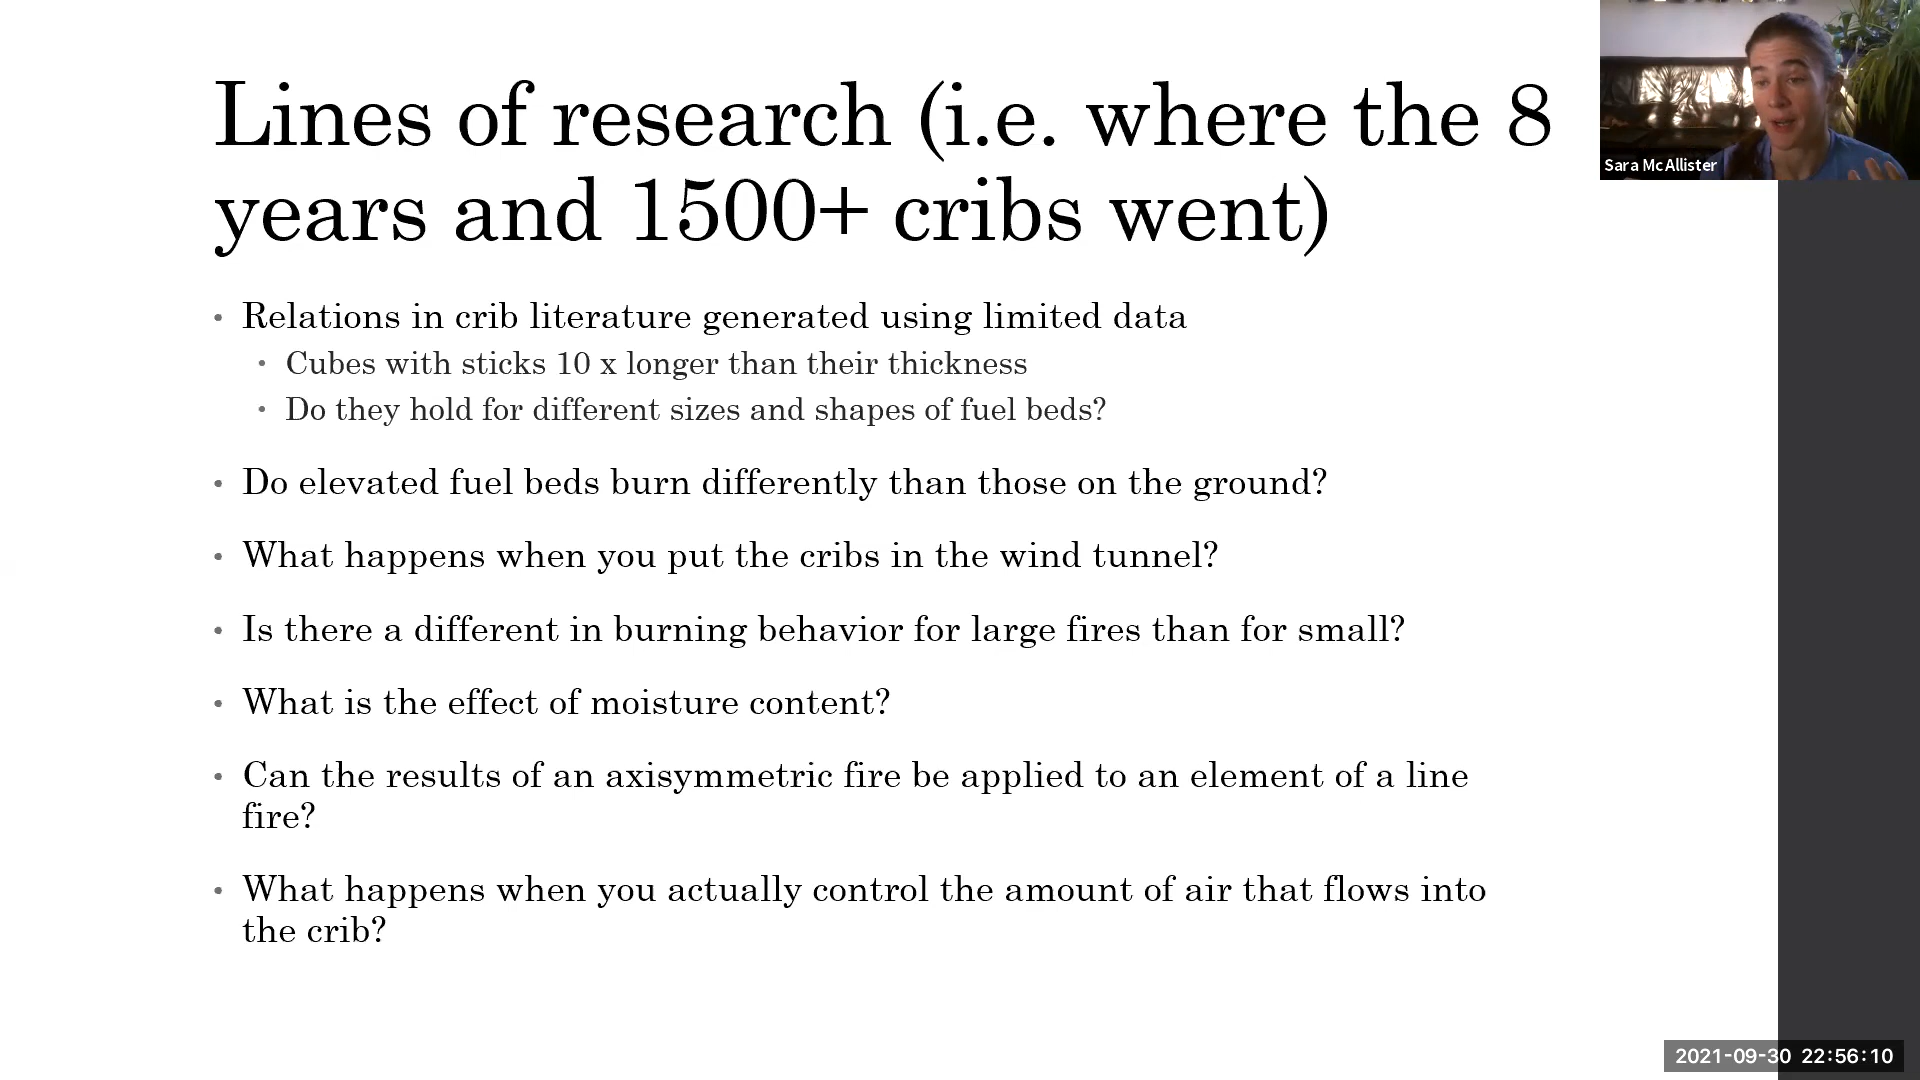 Lines of research (i.e. where the 8
years and 1500+ cribs went)
Sara McAllister
• Relations in crib literature generated using limited data
• Cubes with sticks 10 x longer than their thickness
• Do they hold for different sizes and shapes of fuel beds?
• Do elevated fuel beds burn differently than those on the ground?
• What happens when you put the cribs in the wind tunnel?
• Is there a different in burning behavior for large fires than for small?
• What is the effect of moisture content?
• Can the results of an axisymmetric fire be applied to an element of a line
fire?
• What happens when you actually control the amount of air that flows into
the crib?
2021-09-30 22:56:10